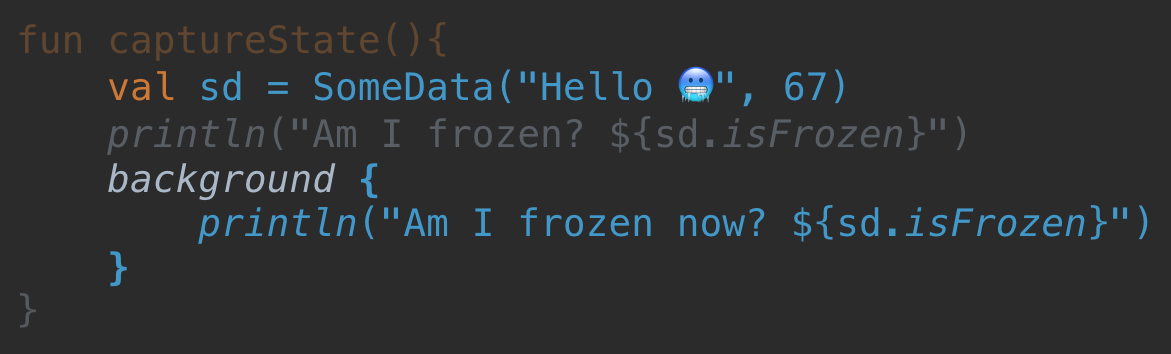 fun captureState(){
    val sd = SomeData("Hello 🥶", 67)
    println("Am I frozen? ${sd.isFrozen}")
    background {
        println("Am I frozen now? ${sd.isFrozen}")
    }
}